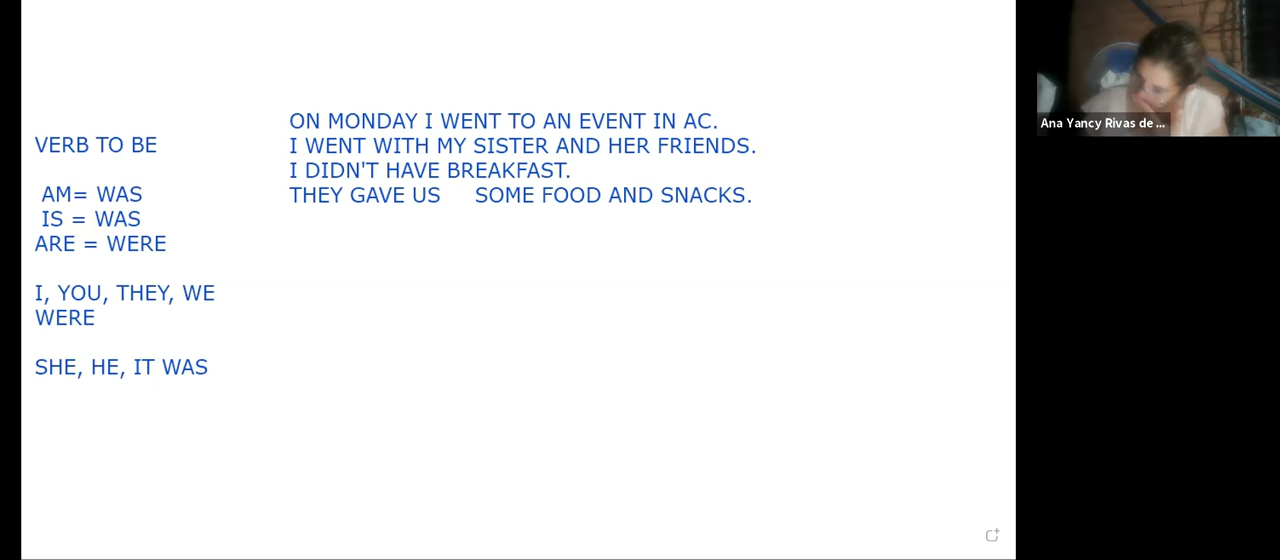 VERB TO BE
AM= WAS
IS = WAS
ARE = WERE
I, YOU, THEY, WE
WERE
SHE, HE, IT WAS
ON MONDAY I WENT TO AN EVENT IN AC.
I WENT WITH MY SISTER AND HER FRIENDS.
I DIDN'T HAVE BREAKFAST.
THEY GAVE US SOME FOOD AND SNACKS.
Ana Yancy Rivas de ...